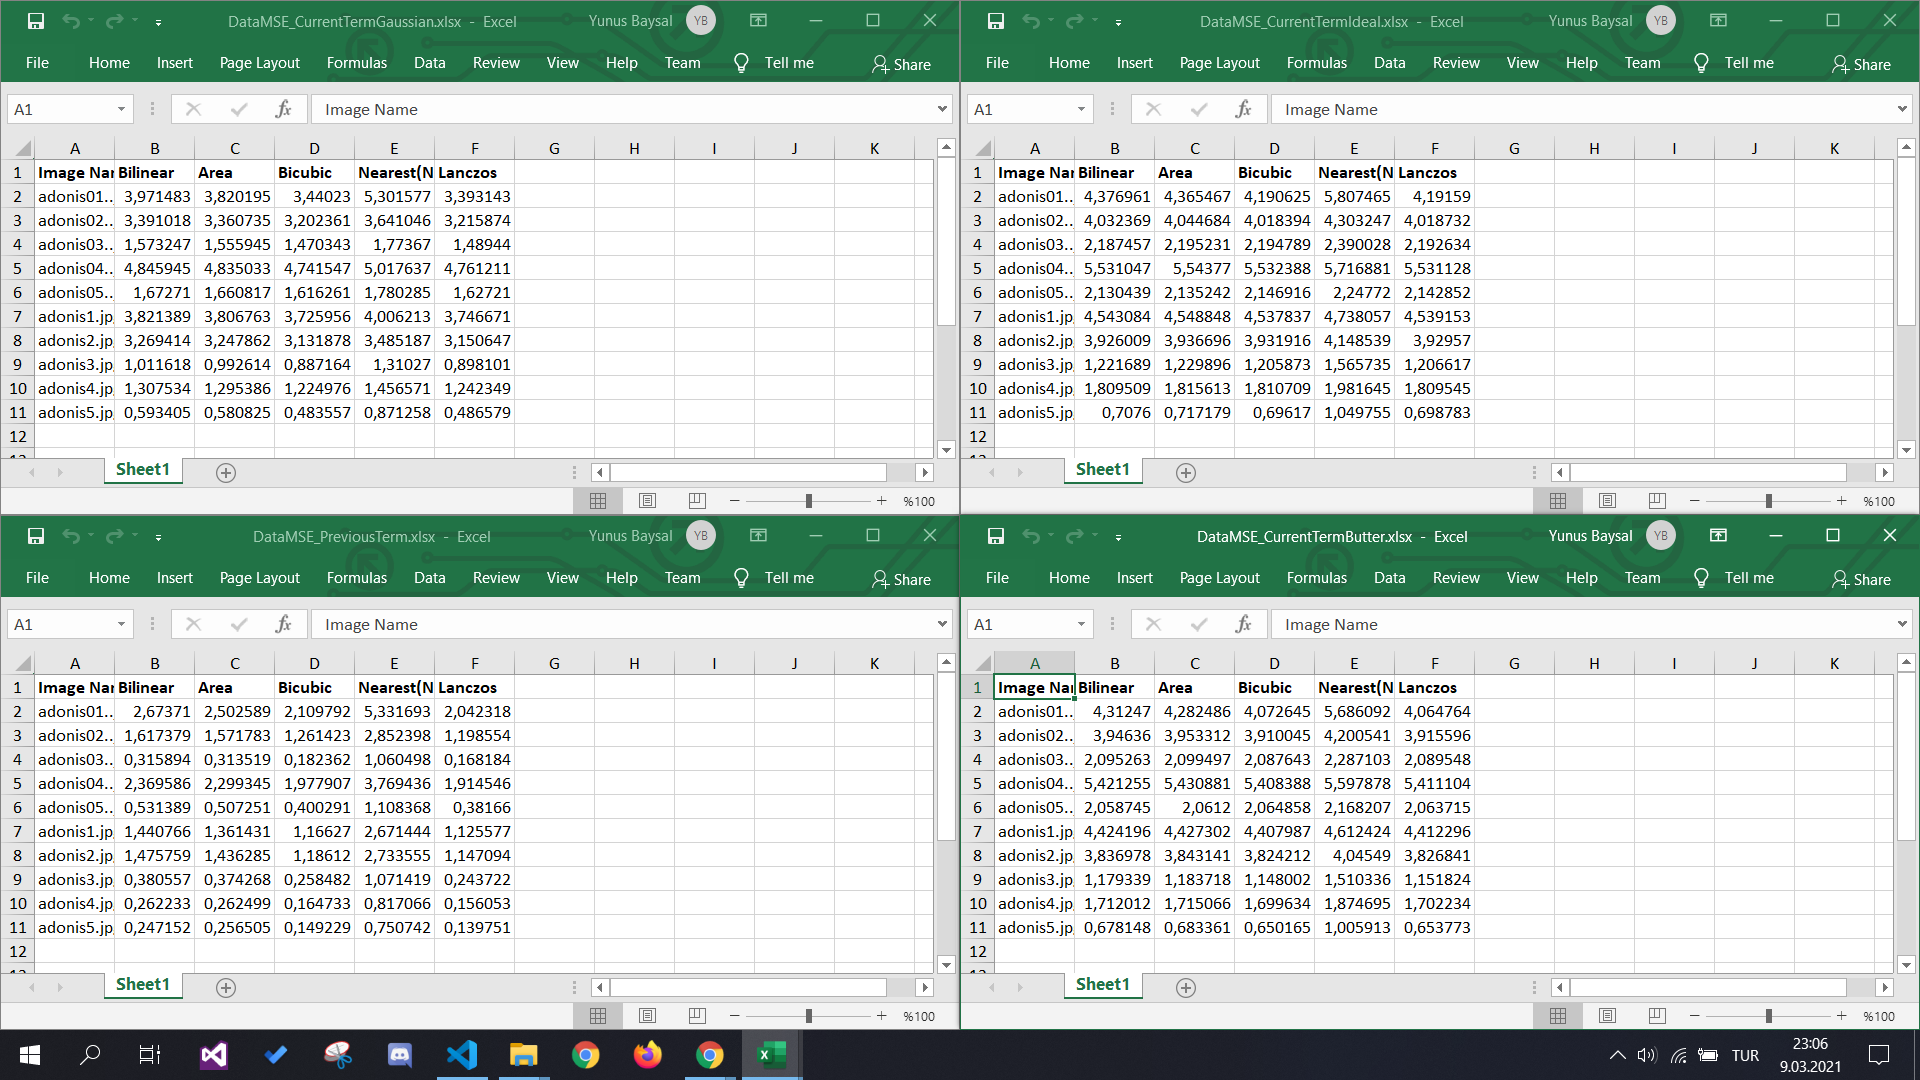 DataMSE_CurrentTermGaussian.xlsx - Excel Yunus Baysal YB
File Home Insert Page Layout Formulas Data Review View Help Team Tell me Share
A1 fx Image Name
A B C D E F G H I J K
1 Image Nar Bilinear Area Bicubic Nearest(N Lanczos
2 adonis01.. 3,971483 3,820195 3,44023 5,301577 3,393143
3 adonis02.. 3,391018 3,360735 3,202361 3,641046 3,215874
4 adonis03.. 1,573247 1,555945 1,470343 1,77367 1,48944
5 adonis04.. 4,845945 4,835033 4,741547 5,017637 4,761211
6 adonis05.. 1,67271 1,660817 1,616261 1,780285 1,62721
7 adonis1.jp 3,821389 3,806763 3,725956 4,006213 3,746671
8 adonis2.jp 3,269414 3,247862 3,131878 3,485187 3,150647
9 adonis3.jp 1,011618 0,992614 0,887164 1,31027 0,898101
10 adonis4.jp 1,307534 1,295386 1,224976 1,456571 1,242349
11 adonis5.jp 0,593405 0,580825 0,483557 0,871258 0,486579
12
Sheet1
%100
DataMSE_CurrentTermIdeal.xlsx - Excel Yunus Baysal YB
File Home Insert Page Layout Formulas Data Review View Help Team Tell me Share
A1 fx Image Name
A B C D E F G H I J K
1 Image Nar Bilinear Area Bicubic Nearest(N Lanczos
2 adonis01.. 4,376961 4,365467 4,190625 5,807465 4,19159
3 adonis02.. 4,032369 4,044684 4,018394 4,303247 4,018732
4 adonis03.. 2,187457 2,195231 2,194789 2,390028 2,192634
5 adonis04.. 5,531047 5,54377 5,532388 5,716881 5,531128
6 adonis05.. 2,130439 2,135242 2,146916 2,24772 2,142852
7 adonis1.jp 4,543084 4,548848 4,537837 4,738057 4,539153
8 adonis2.jp 3,926009 3,936696 3,931916 4,148539 3,92957
9 adonis3.jp 1,221689 1,229896 1,205873 1,565735 1,206617
10 adonis4.jp 1,809509 1,815613 1,810709 1,981645 1,809545
11 adonis5.jp 0,7076 0,717179 0,69617 1,049755 0,698783
12
Sheet1
%100
DataMSE_PreviousTerm.xlsx - Excel Yunus Baysal YB
File Home Insert Page Layout Formulas Data Review View Help Team Tell me Share
A1 fx Image Name
A B C D E F G H I J K
1 Image Nar Bilinear Area Bicubic Nearest(N Lanczos
2 adonis01.. 2,67371 2,502589 2,109792 5,331693 2,042318
3 adonis02.. 1,617379 1,571783 1,261423 2,852398 1,198554
4 adonis03.. 0,315894 0,313519 0,182362 1,060498 0,168184
5 adonis04.. 2,369586 2,299345 1,977907 3,769436 1,914546
6 adonis05.. 0,531389 0,507251 0,400291 1,108368 0,38166
7 adonis1.jp 1,440766 1,361431 1,16627 2,671444 1,125577
8 adonis2.jp 1,475759 1,436285 1,18612 2,733555 1,147094
9 adonis3.jp 0,380557 0,374268 0,258482 1,071419 0,243722
10 adonis4.jp 0,262233 0,262499 0,164733 0,817066 0,156053
11 adonis5.jp 0,247152 0,256505 0,149229 0,750742 0,139751
12
Sheet1
%100
DataMSE_CurrentTermButter.xlsx - Excel Yunus Baysal YB
File Home Insert Page Layout Formulas Data Review View Help Team Tell me Share
A1 fx Image Name
A B C D E F G H I J K
1 Image Nar Bilinear Area Bicubic Nearest(N Lanczos
2 adonis01.. 4,31247 4,282486 4,072645 5,686092 4,064764
3 adonis02.. 3,94636 3,953312 3,910045 4,200541 3,915596
4 adonis03.. 2,095263 2,099497 2,087643 2,287103 2,089548
5 adonis04.. 5,421255 5,430881 5,408388 5,597878 5,411104
6 adonis05.. 2,058745 2,0612 2,064858 2,168207 2,063715
7 adonis1.jp 4,424196 4,427302 4,407987 4,612424 4,412296
8 adonis2.jp 3,836978 3,843141 3,824212 4,04549 3,826841
9 adonis3.jp 1,179339 1,183718 1,148002 1,510336 1,151824
10 adonis4.jp 1,712012 1,715066 1,699634 1,874695 1,702234
11 adonis5.jp 0,678148 0,683361 0,650165 1,005913 0,653773
12
Sheet1
%100
TUR 23:06
9.03.2021